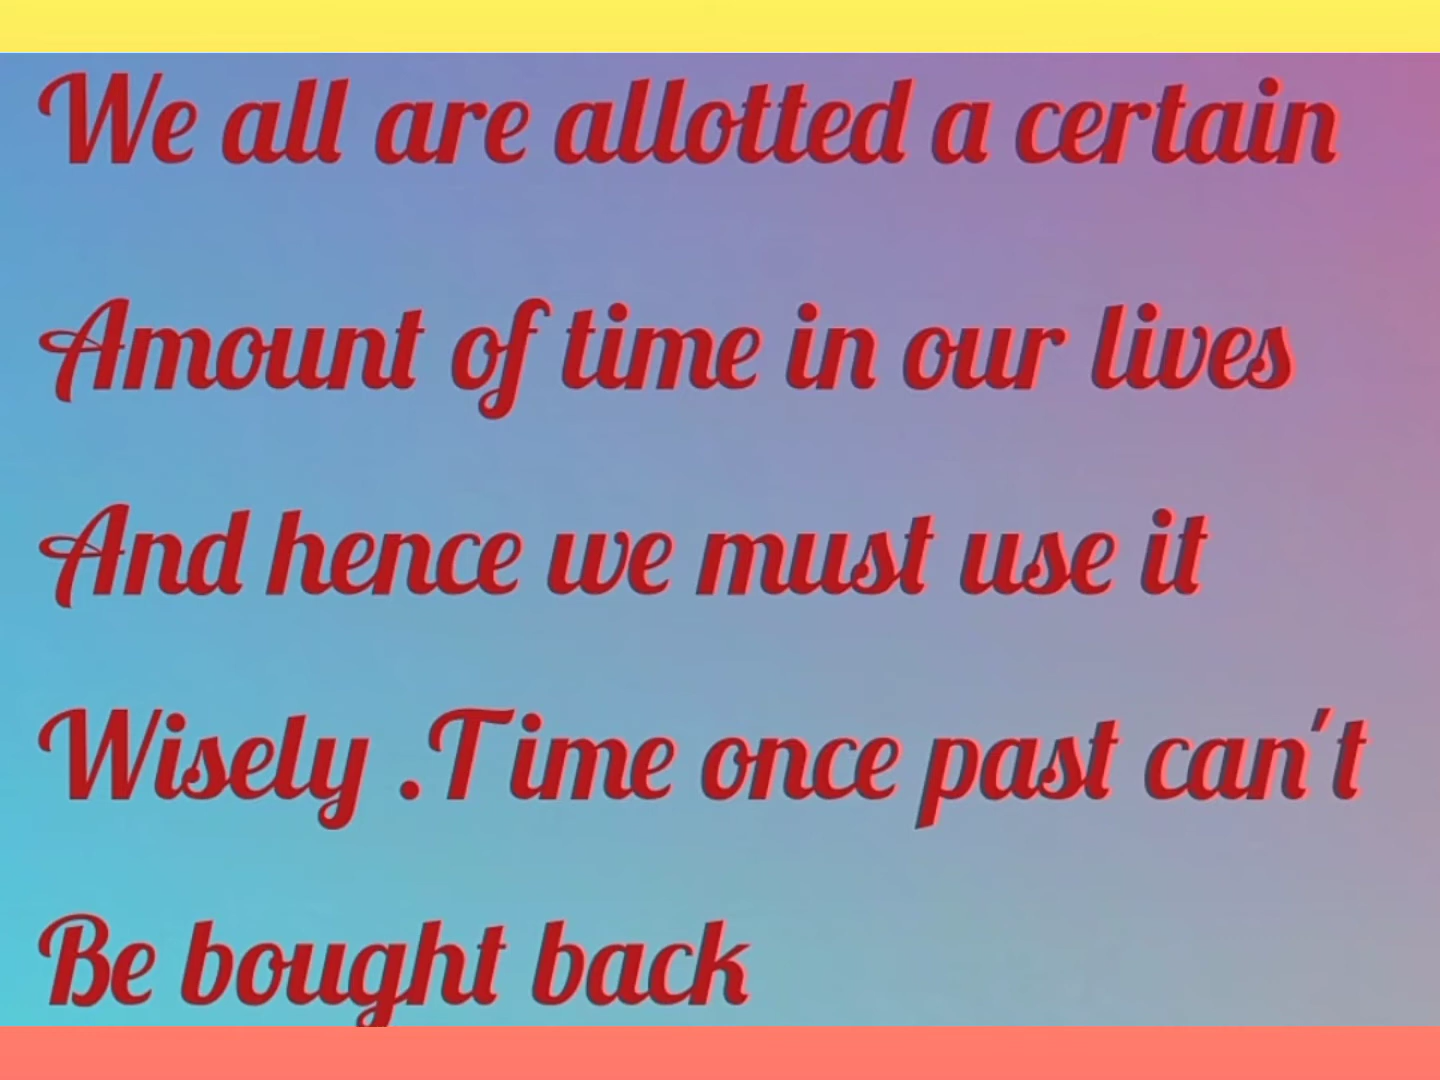 We all are allotted a certain
Amount of time in our lives
And hence we must use it
Wisely .Time once past can't
Be bought back